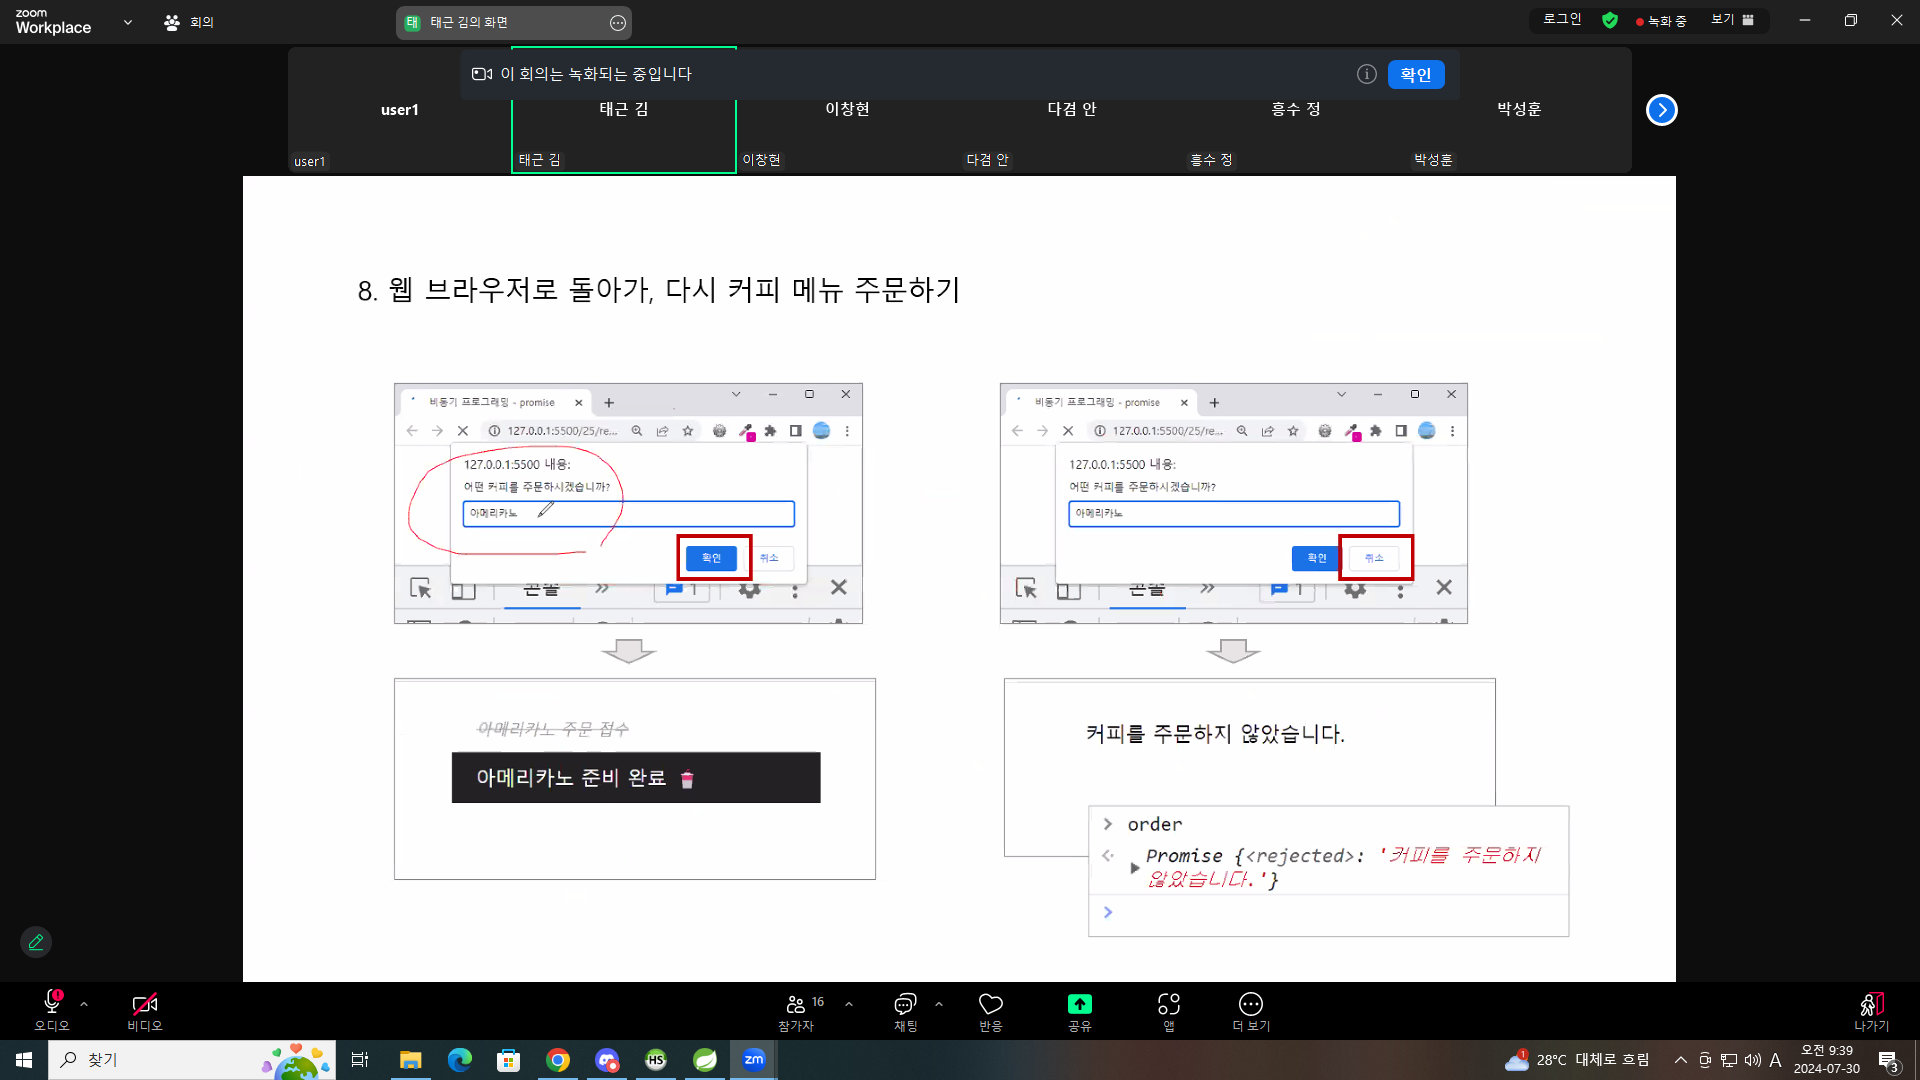 zoom
Workplace
회의
태 태근 김의 화면
로그인
녹화 중
보기
이 회의는 녹화되는 중입니다
확인
user1
태근 김
이창현
다겸 안
흥수 정
박성훈
user1
태근 김
이창현
다겸 안
흥수 정
박성훈
8. 웹 브라우저로 돌아가, 다시 커피 메뉴 주문하기
비동기 프로그래밍 - promise
127.0.0.1:5500/25/re...
127.0.0.1:5500 내용:
어떤 커피를 주문하시겠습니까?
아메리카노
확인
취소
콘솔
1
비동기 프로그래밍 - promise
127.0.0.1:5500/25/re...
127.0.0.1:5500 내용:
어떤 커피를 주문하시겠습니까?
아메리카노
확인
취소
콘솔
1
아메리카노 주문 접수
아메리카노 준비 완료
커피를 주문하지 않았습니다.
> order
Promise {<rejected>: '커피를 주문하지
않았습니다.'}
>
오디오
비디오
16
참가자
채팅
반응
공유
앱
더 보기
나가기
찾기
HS
zm
1
28°C 대체로 흐림
A
오전 9:39
2024-07-30
3